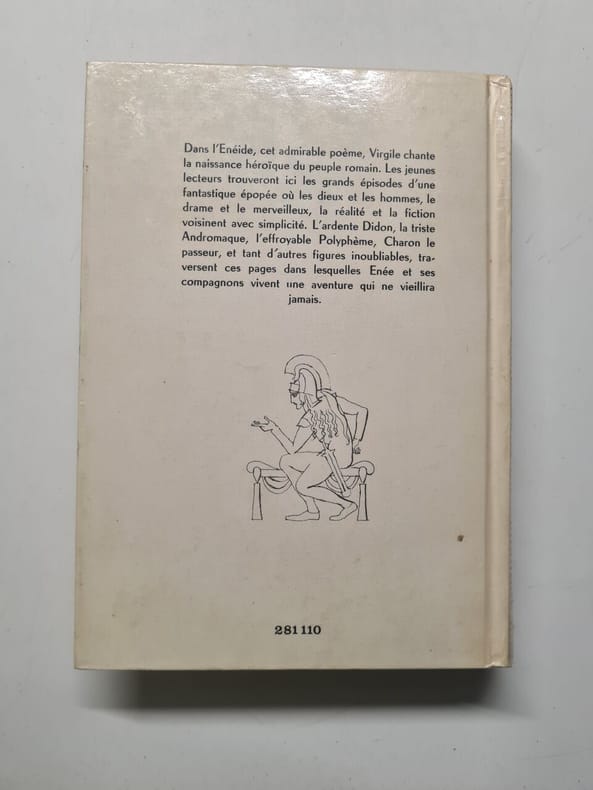 Dans l'Enéide, cet admirable poème, Virgile chante
la naissance héroïque du peuple romain. Les jeunes
lecteurs trouveront ici les grands épisodes d'une
fantastique épopée où les dieux et les hommes, le
drame et le merveilleux, la réalité et la fiction
voisinent avec simplicité. L'ardente Didon, la triste
Andromaque, l'effroyable Polyphème, Charon le
passeur, et tant d'autres figures inoubliables, tra-
versent ces pages dans lesquelles Enée et ses
compagnons vivent une aventure qui ne vieillira
jamais.
281 110